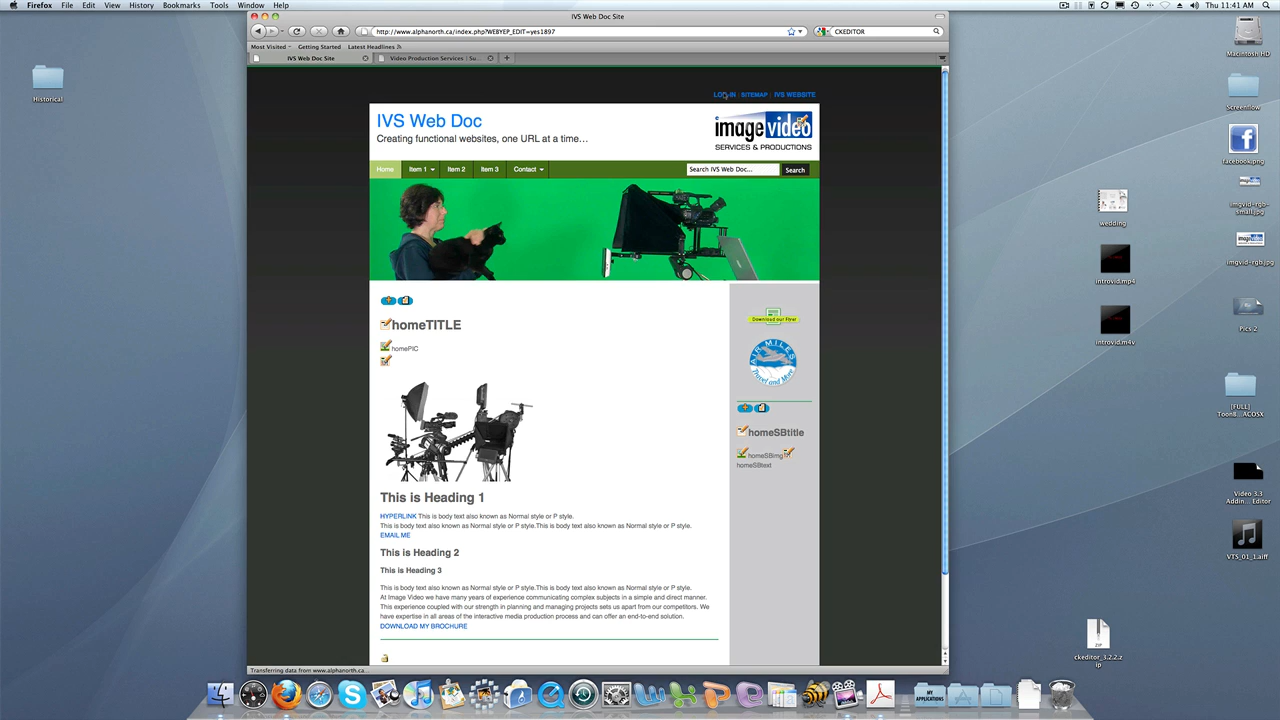 Firefox File Edit View History Bookmarks Tools Window Help
Thu 11:41 AM
IVS Web Doc Site
http://www.alphanorth.ca/index.php?WEBYEP_EDIT=yes1897
CKEDITOR
Most Visited Getting Started Latest Headlines
IVS Web Doc Site
Video Production Services | Su...
LOG IN | SITEMAP | IVS WEBSITE
IVS Web Doc
Creating functional websites, one URL at a time...
imagevideo
SERVICES & PRODUCTIONS
Home Item 1 Item 2 Item 3 Contact
Search IVS Web Doc...
Search
homeTITLE
homePIC
This is Heading 1
HYPERLINK This is body text also known as Normal style or P style.
This is body text also known as Normal style or P style.This is body text also known as Normal style or P style.
EMAIL ME
This is Heading 2
This is Heading 3
This is body text also known as Normal style or P style.This is body text also known as Normal style or P style.
At Image Video we have many years of experience communicating complex subjects in a simple and direct manner.
This experience coupled with our strength in planning and managing projects sets us apart from our competitors. We
have expertise in all areas of the interactive media production process and can offer an end-to-end solution.
DOWNLOAD MY BROCHURE
Download our Flyer
AIR MILES
Travel and More
homeSBtitle
homeSBimg
homeSBtext
Transferring data from www.alphanorth.ca...
Historical
wedding
introvid.mp4
introvid.m4v
ckeditor_3.2.2.z
ip
Macintosh HD
Screenflow
facebook.png
imgvid-rgb-
small.jpg
imgvid-rgb.jpg
Pics 2
[FULL]
ToonB...ACOSX
Video 3.3
Addin... Editor
VTS_01_1.aiff
MY
APPLICATIONS